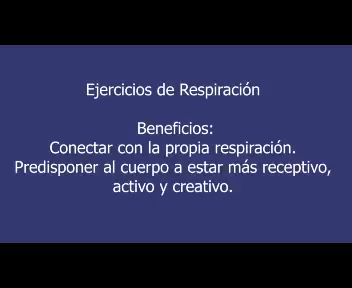 Ejercicios de Respiración
Beneficios:
Conectar con la propia respiración.
Predisponer al cuerpo a estar más receptivo,
activo y creativo.